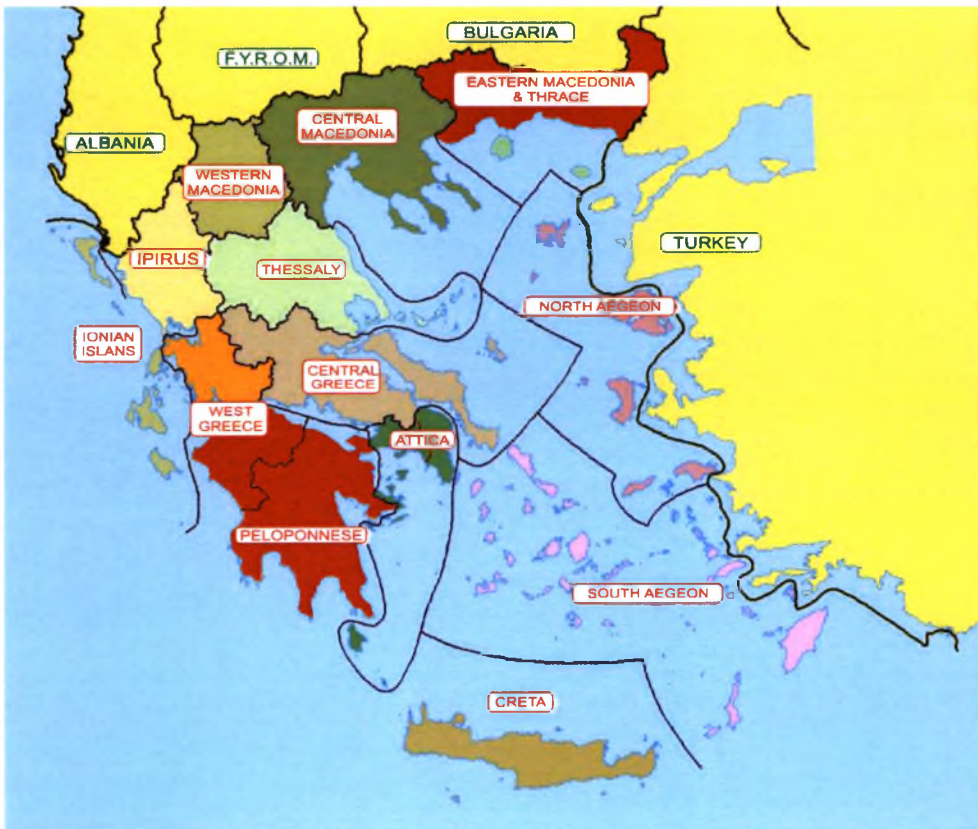 BULGARIA
F.Y.R.O.M.
EASTERN MACEDONIA
& THRACE
CENTRAL
MACEDONIA
ALBANIA
WESTERN
MACEDONIA
TURKEY
IPIRUS
THESSALY
NORTH AEGEON
IONIAN
ISLANS
CENTRAL
GREECE
WEST
GREECE
ATTICA
PELOPONNESE
SOUTH AEGEON
CRETA